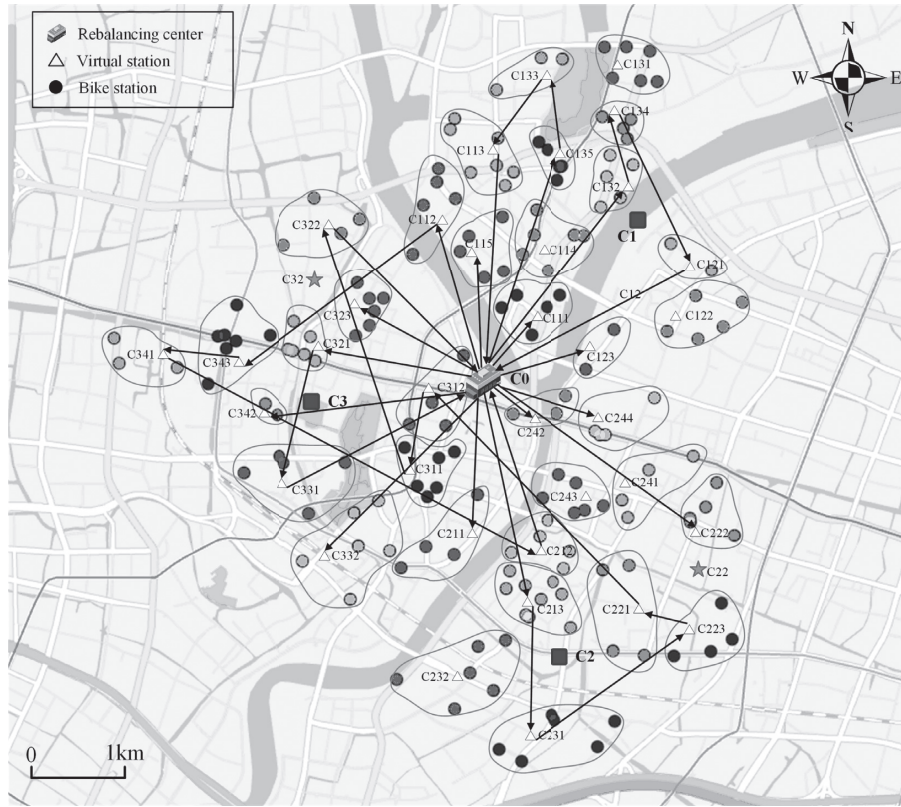 Rebalancing center
Virtual station
Bike station
N
W E
S
C133
C131
C134
C113
C135
C132
C112
C322
C1
C115
C114
C121
C32
C12
C323
C111
C122
C321
C341
C343
C123
C0
C312
C3
C342
C242
C244
C311
C331
C241
C243
C211
C222
C212
C332
C22
C213
C221
C223
C2
C232
C231
0 1km